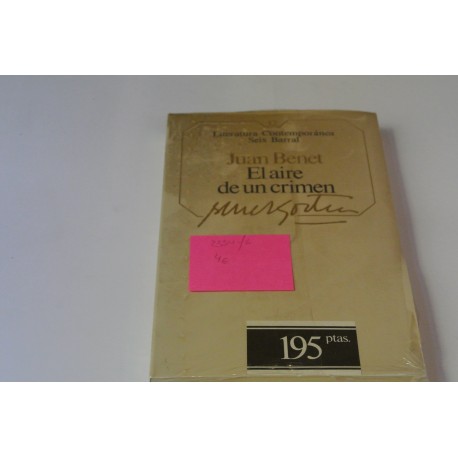 Literatura Contemporánea
Seix Barral
Juan Benet
El aire
de un crimen
195 ptas.